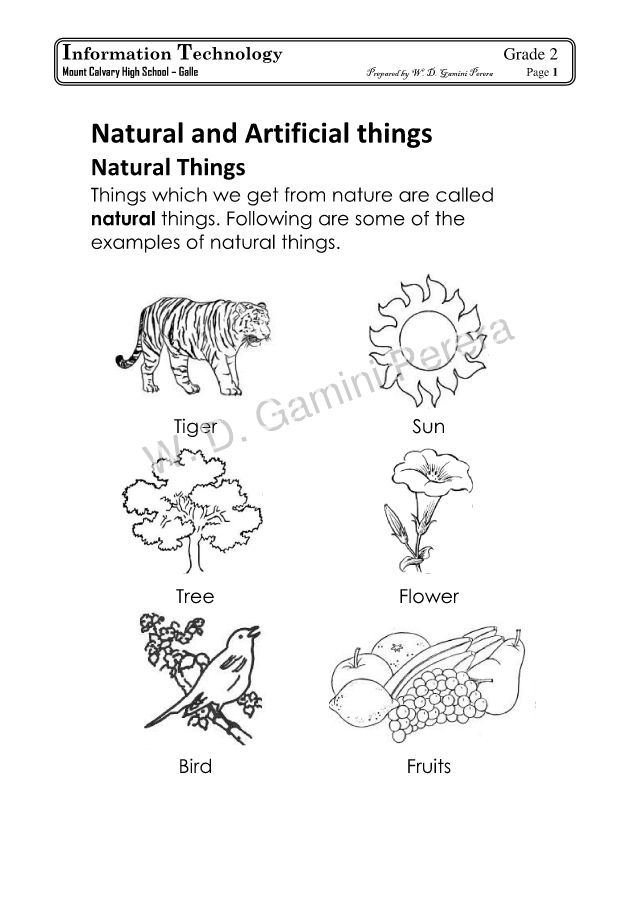 Information Technology Grade 2
Mount Calvary High School – Galle Prepared by W. D. Gamini Perera Page 1
Natural and Artificial things
Natural Things
Things which we get from nature are called
natural things. Following are some of the
examples of natural things.
W. D. Gamini Perera
Tiger Sun
Tree Flower
Bird Fruits